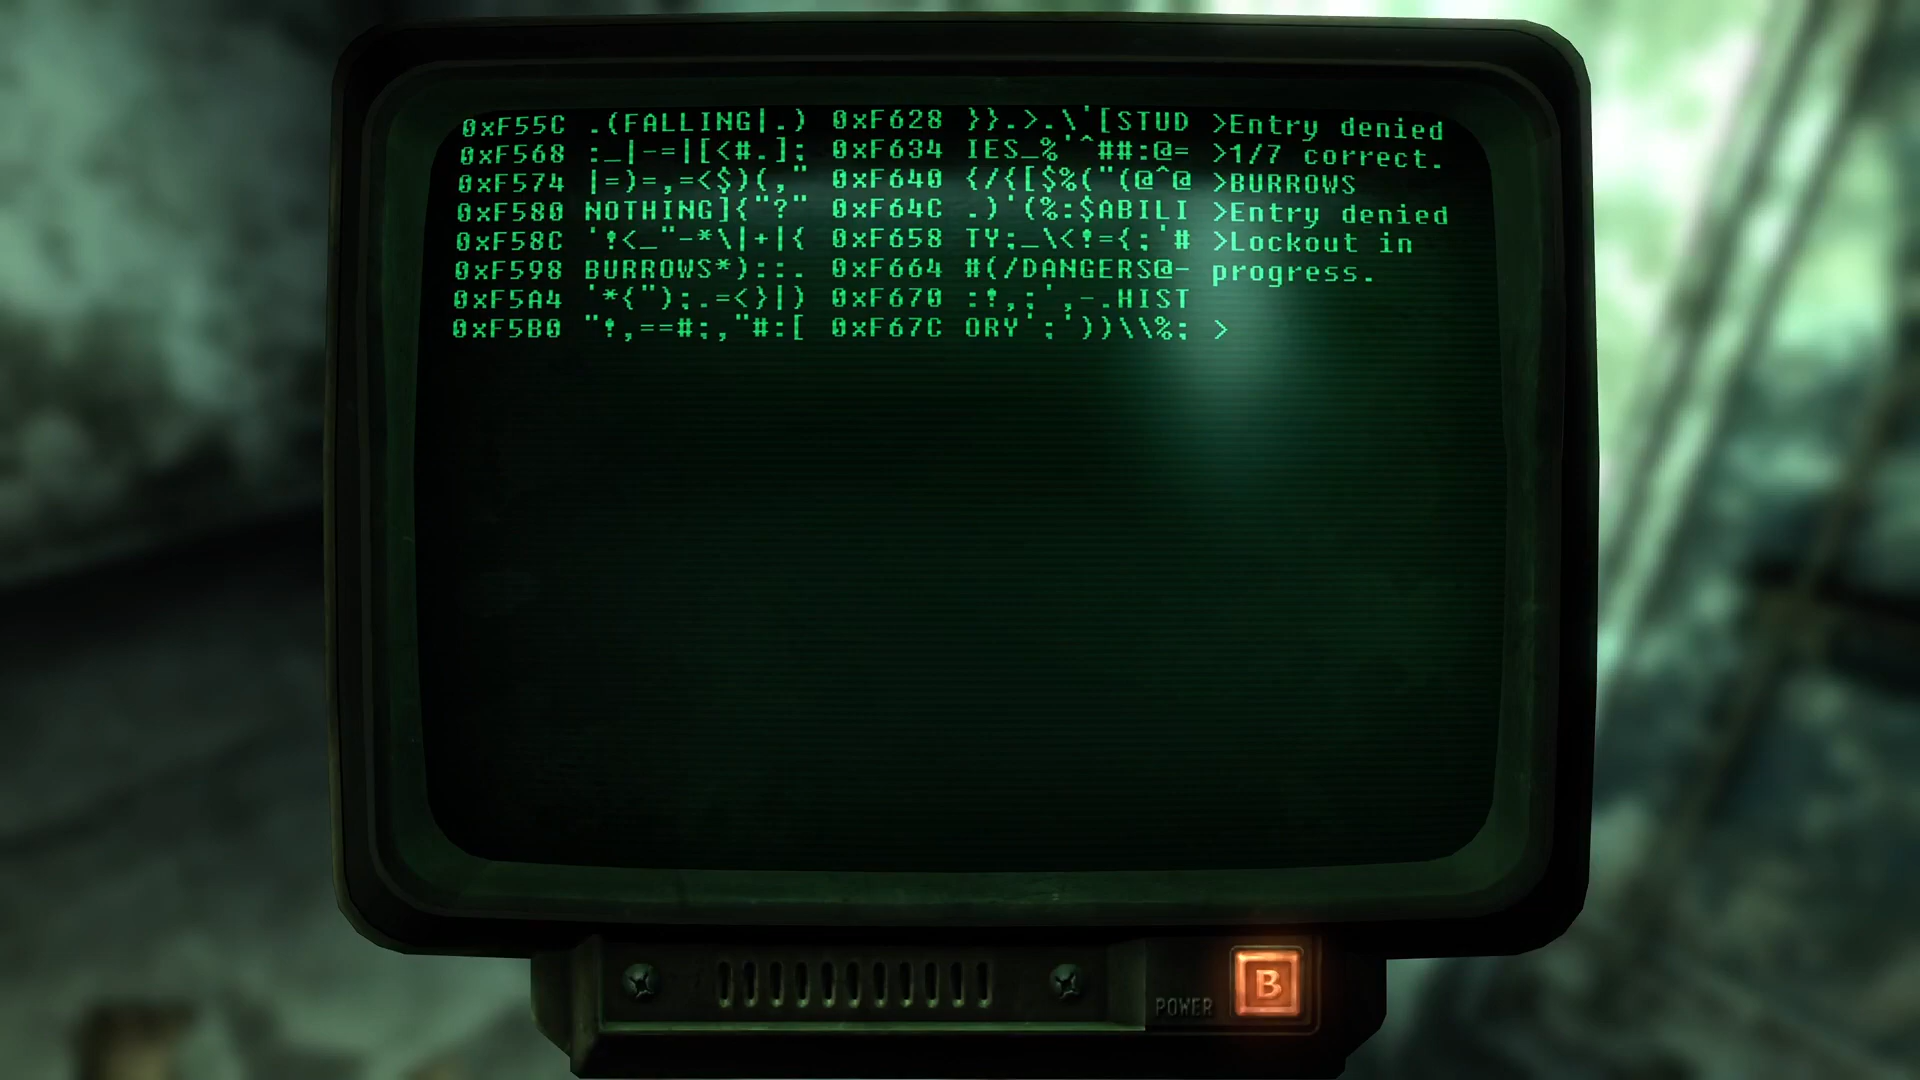 0xF55C .(FALLING|.) 0xF628 }}.>.\'[STUD >Entry denied
0xF568 :_|-=|[<#.]; 0xF634 IES_%'^##:@= >1/7 correct.
0xF574 |=)=,=<$)(," 0xF640 {/{[$%("(@^@ >BURROWS
0xF580 NOTHING]{"?" 0xF64C .)'(%:$ABILI >Entry denied
0xF58C '!<_"-*\|+|{ 0xF658 TY;_\<!={;'# >Lockout in
0xF598 BURROWS*)::. 0xF664 #(/DANGERS@- progress.
0xF5A4 '*{");.=<}|) 0xF670 :!,;',-.HIST
0xF5B0 "!,==#;,"#:[ 0xF67C ORY';'))\\%; >
POWER B